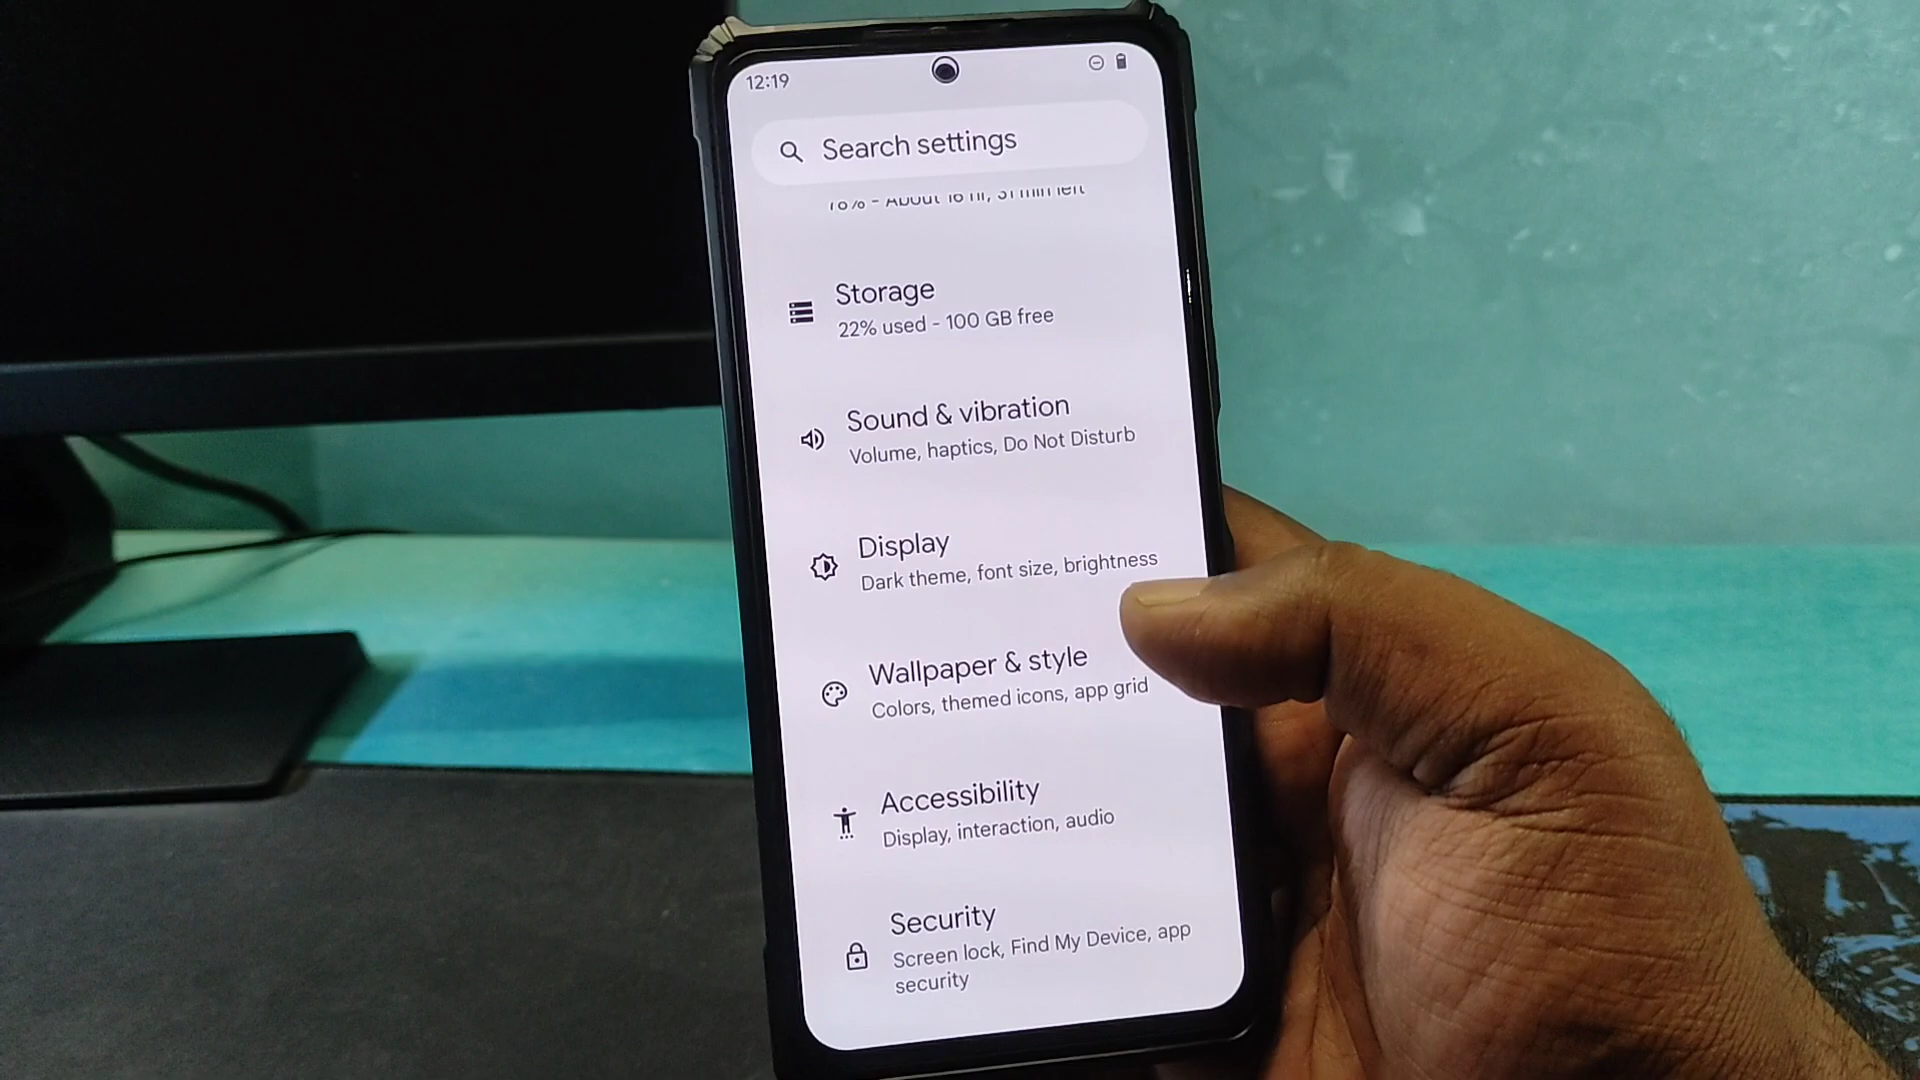 12:19
Search settings
Storage
22% used - 100 GB free
Sound & vibration
Volume, haptics, Do Not Disturb
Display
Dark theme, font size, brightness
Wallpaper & style
Colors, themed icons, app grid
Accessibility
Display, interaction, audio
Security
Screen lock, Find My Device, app
security